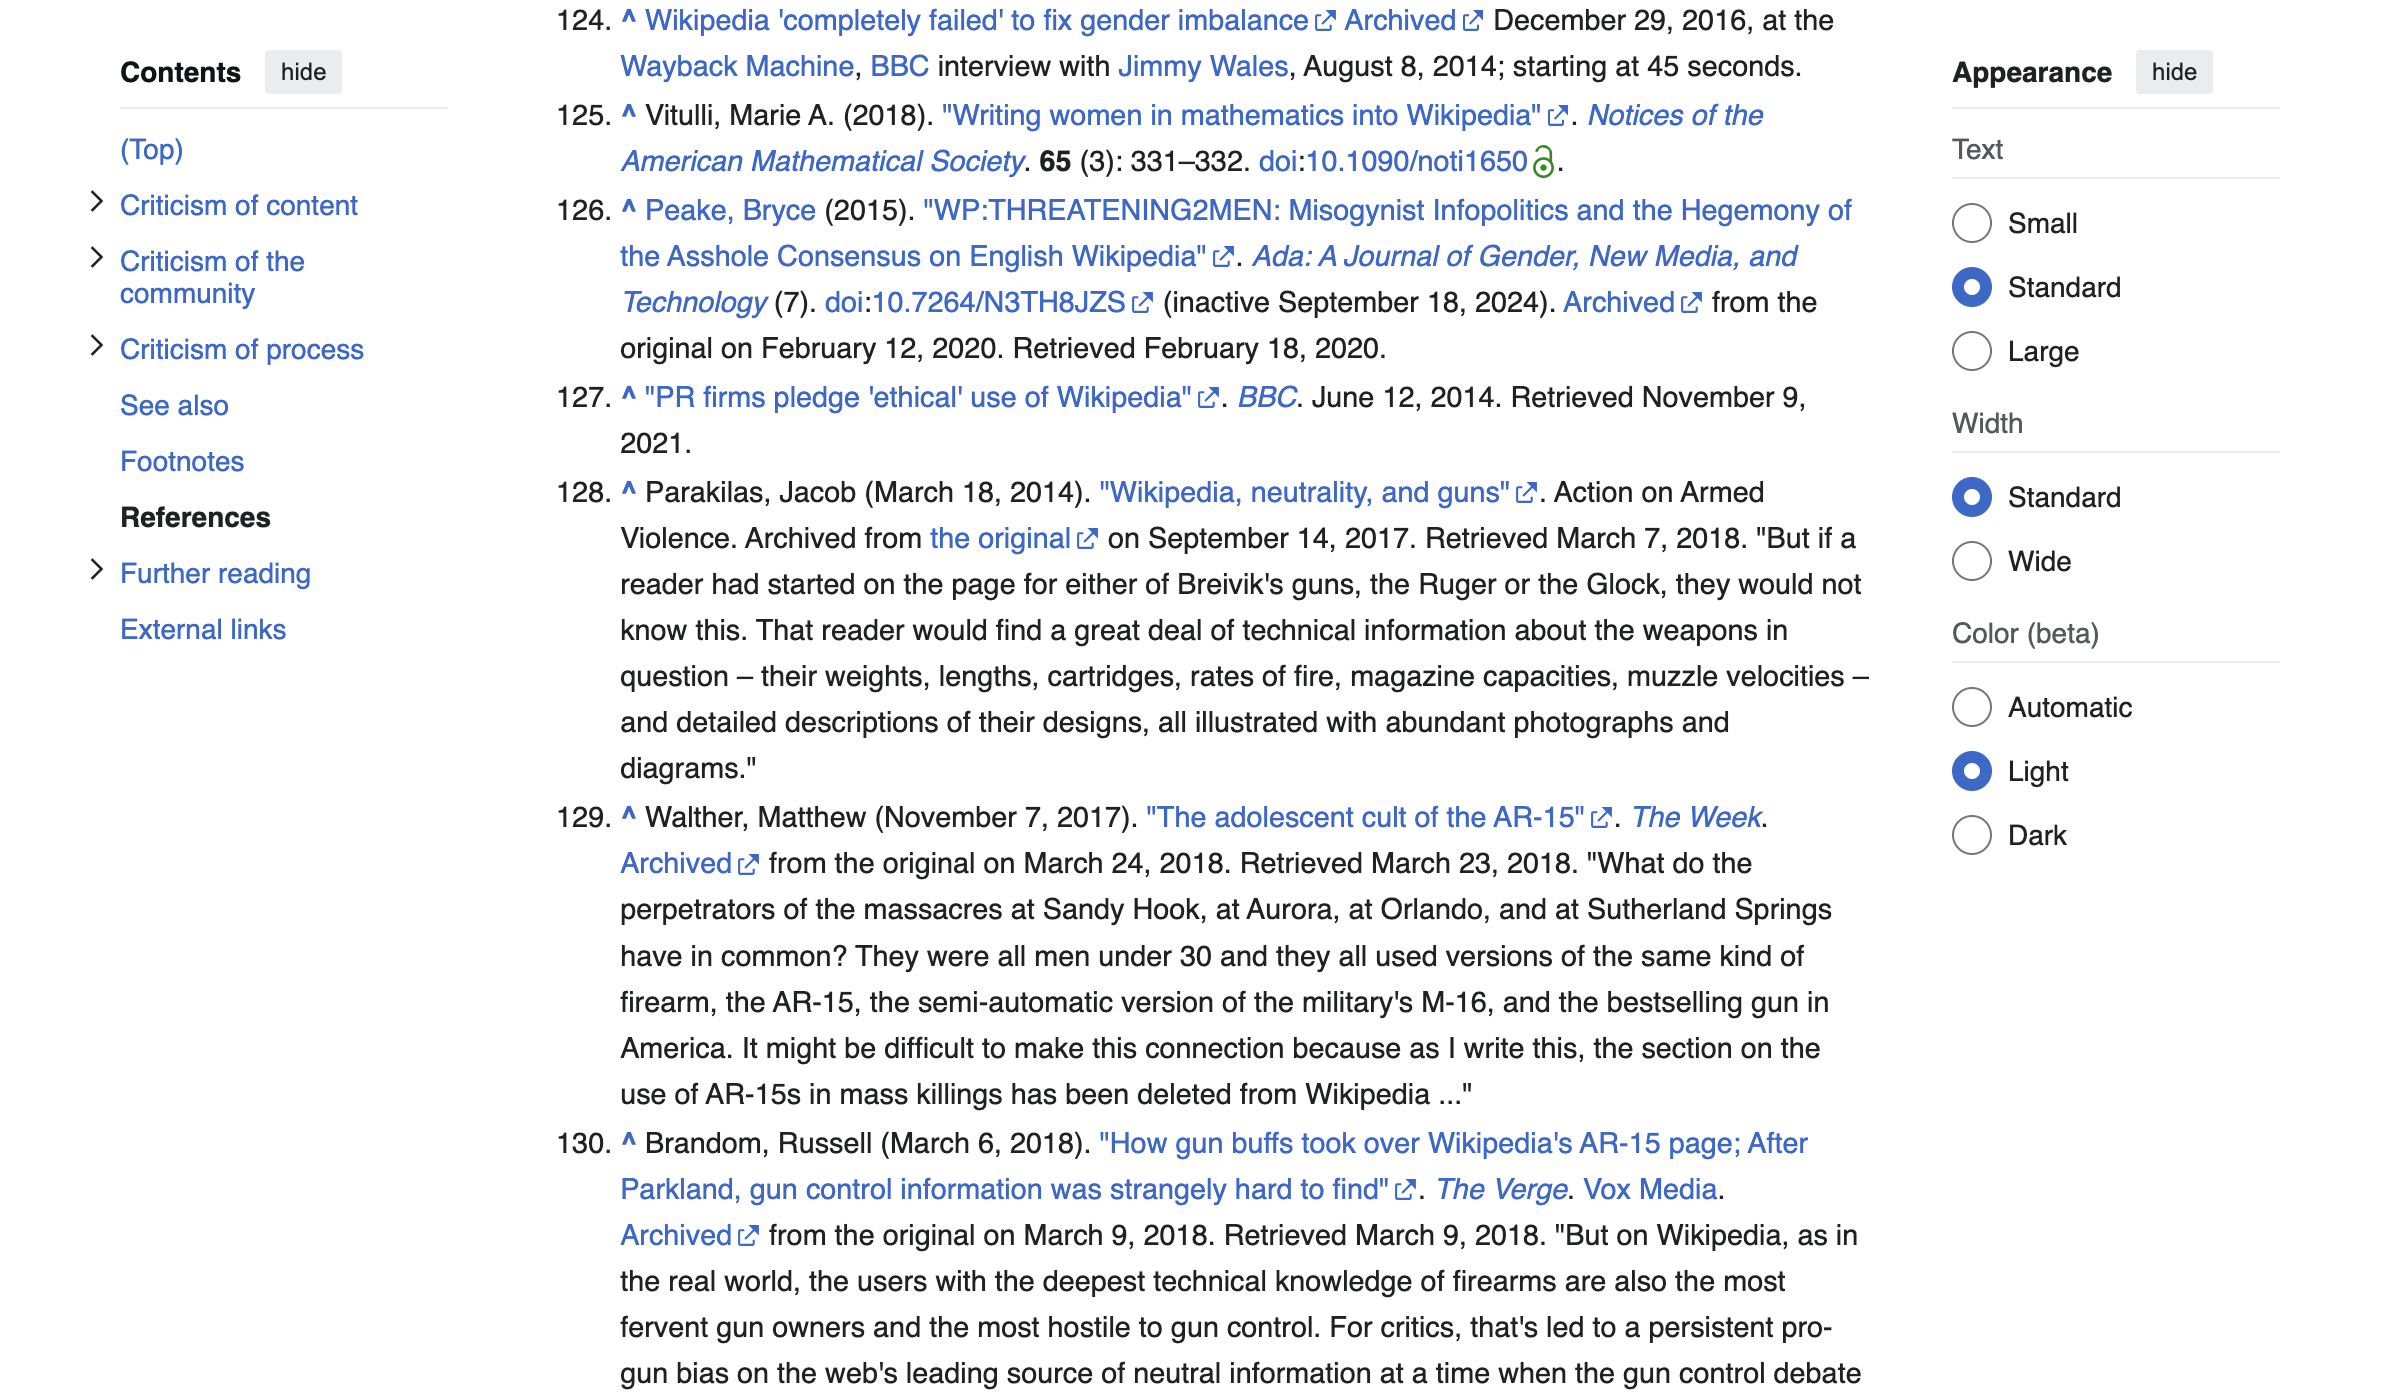 Contents hide
(Top)
Criticism of content
Criticism of the
community
Criticism of process
See also
Footnotes
References
Further reading
External links
124. ^ Wikipedia 'completely failed' to fix gender imbalance Archived December 29, 2016, at the
Wayback Machine, BBC interview with Jimmy Wales, August 8, 2014; starting at 45 seconds.
125. ^ Vitulli, Marie A. (2018). "Writing women in mathematics into Wikipedia". Notices of the
American Mathematical Society. 65 (3): 331–332. doi:10.1090/noti1650.
126. ^ Peake, Bryce (2015). "WP:THREATENING2MEN: Misogynist Infopolitics and the Hegemony of
the Asshole Consensus on English Wikipedia". Ada: A Journal of Gender, New Media, and
Technology (7). doi:10.7264/N3TH8JZS (inactive September 18, 2024). Archived from the
original on February 12, 2020. Retrieved February 18, 2020.
127. ^ "PR firms pledge 'ethical' use of Wikipedia". BBC. June 12, 2014. Retrieved November 9,
2021.
128. ^ Parakilas, Jacob (March 18, 2014). "Wikipedia, neutrality, and guns". Action on Armed
Violence. Archived from the original on September 14, 2017. Retrieved March 7, 2018. "But if a
reader had started on the page for either of Breivik's guns, the Ruger or the Glock, they would not
know this. That reader would find a great deal of technical information about the weapons in
question – their weights, lengths, cartridges, rates of fire, magazine capacities, muzzle velocities –
and detailed descriptions of their designs, all illustrated with abundant photographs and
diagrams."
129. ^ Walther, Matthew (November 7, 2017). "The adolescent cult of the AR-15". The Week.
Archived from the original on March 24, 2018. Retrieved March 23, 2018. "What do the
perpetrators of the massacres at Sandy Hook, at Aurora, at Orlando, and at Sutherland Springs
have in common? They were all men under 30 and they all used versions of the same kind of
firearm, the AR-15, the semi-automatic version of the military's M-16, and the bestselling gun in
America. It might be difficult to make this connection because as I write this, the section on the
use of AR-15s in mass killings has been deleted from Wikipedia ..."
130. ^ Brandom, Russell (March 6, 2018). "How gun buffs took over Wikipedia's AR-15 page; After
Parkland, gun control information was strangely hard to find". The Verge. Vox Media.
Archived from the original on March 9, 2018. Retrieved March 9, 2018. "But on Wikipedia, as in
the real world, the users with the deepest technical knowledge of firearms are also the most
fervent gun owners and the most hostile to gun control. For critics, that's led to a persistent pro-
gun bias on the web's leading source of neutral information at a time when the gun control debate
Appearance hide
Text
Small
Standard
Large
Width
Standard
Wide
Color (beta)
Automatic
Light
Dark